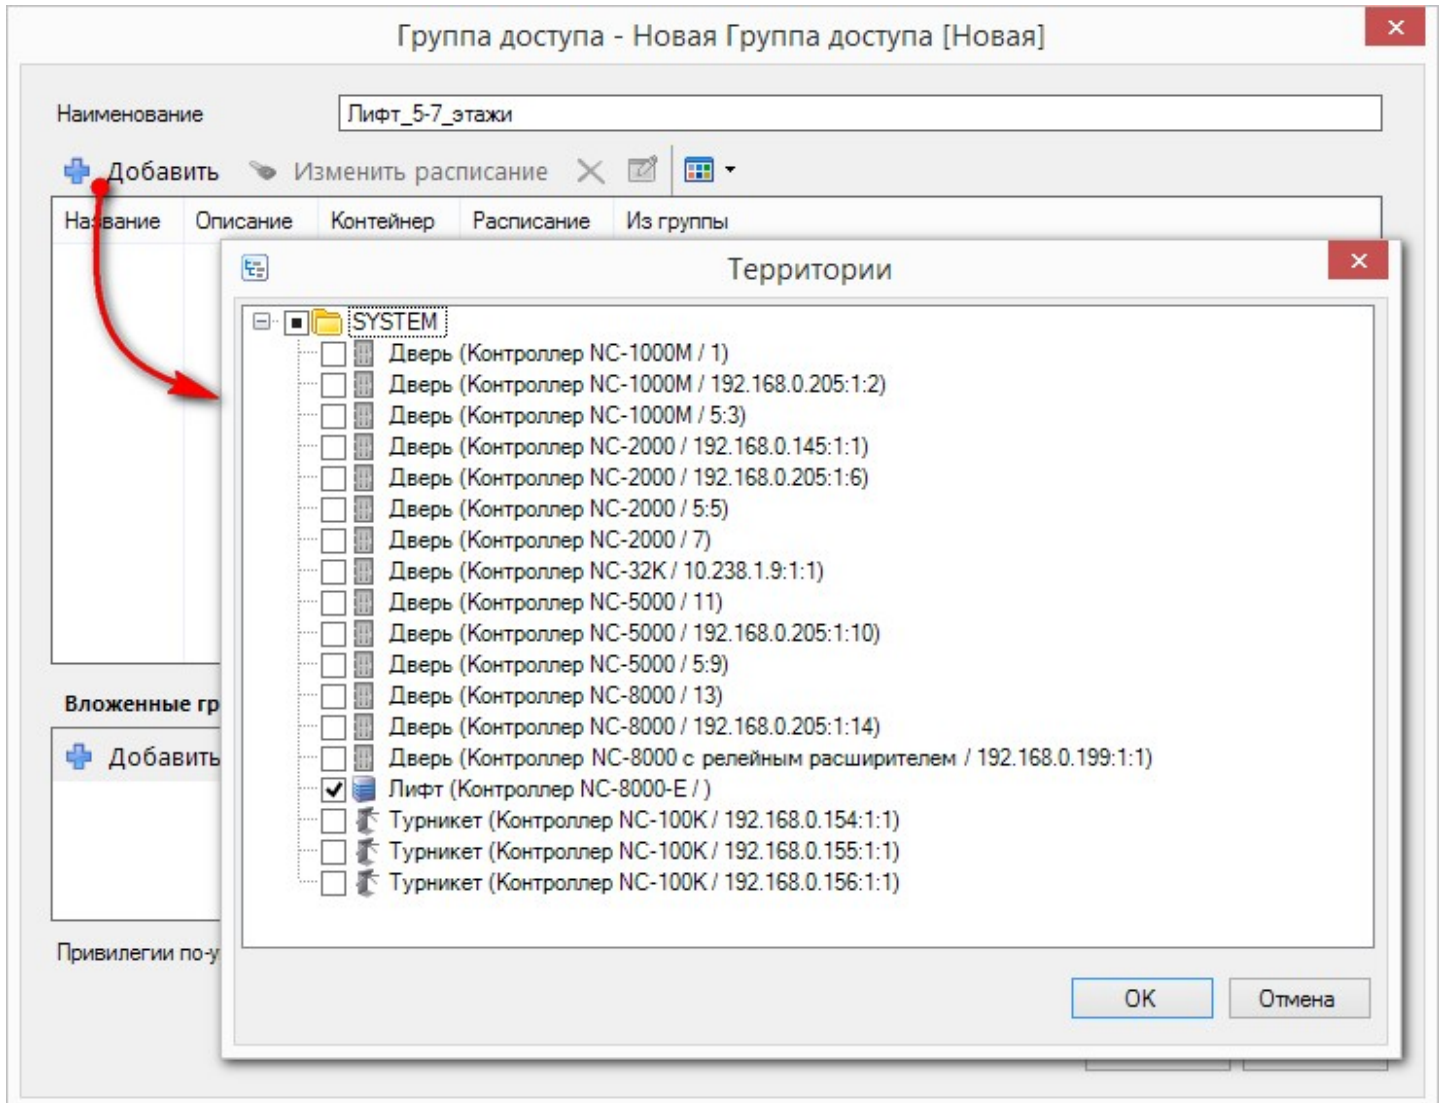 Группа доступа - Новая Группа доступа [Новая]
Наименование Лифт_5-7_этажи
Добавить Изменить расписание
Название Описание Контейнер Расписание Из группы
Территории
SYSTEM
Дверь (Контроллер NC-1000M / 1)
Дверь (Контроллер NC-1000M / 192.168.0.205:1:2)
Дверь (Контроллер NC-1000M / 5:3)
Дверь (Контроллер NC-2000 / 192.168.0.145:1:1)
Дверь (Контроллер NC-2000 / 192.168.0.205:1:6)
Дверь (Контроллер NC-2000 / 5:5)
Дверь (Контроллер NC-2000 / 7)
Дверь (Контроллер NC-32K / 10.238.1.9:1:1)
Дверь (Контроллер NC-5000 / 11)
Дверь (Контроллер NC-5000 / 192.168.0.205:1:10)
Дверь (Контроллер NC-5000 / 5:9)
Дверь (Контроллер NC-8000 / 13)
Дверь (Контроллер NC-8000 / 192.168.0.205:1:14)
Дверь (Контроллер NC-8000 с релейным расширителем / 192.168.0.199:1:1)
Лифт (Контроллер NC-8000-E / )
Турникет (Контроллер NC-100K / 192.168.0.154:1:1)
Турникет (Контроллер NC-100K / 192.168.0.155:1:1)
Турникет (Контроллер NC-100K / 192.168.0.156:1:1)
Вложенные гр
Добавить
Привилегии по-у
OK Отмена